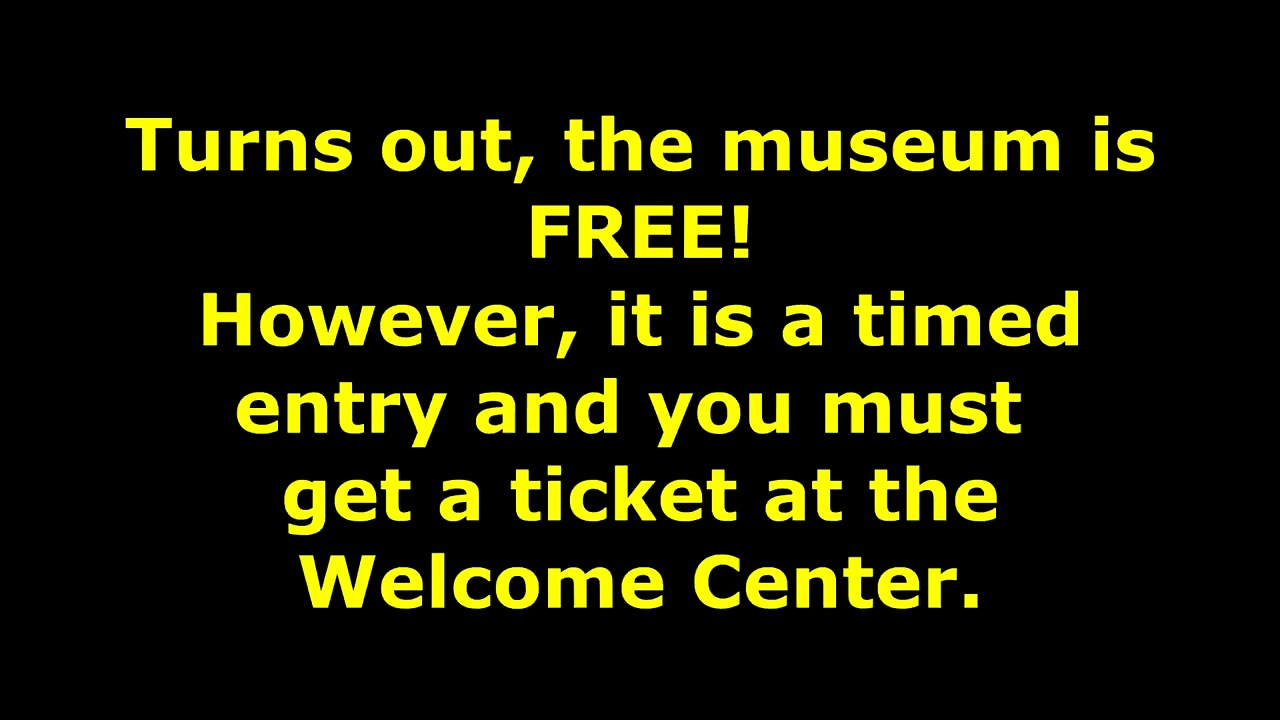 Turns out, the museum is
FREE!
However, it is a timed
entry and you must
get a ticket at the
Welcome Center.